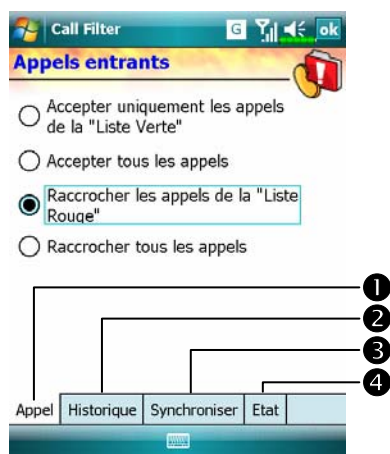 Call Filter
G
ok
Appels entrants
Accepter uniquement les appels
de la "Liste Verte"
Accepter tous les appels
Raccrocher les appels de la "Liste
Rouge"
Raccrocher tous les appels
1
2
3
4
Appel Historique Synchroniser Etat